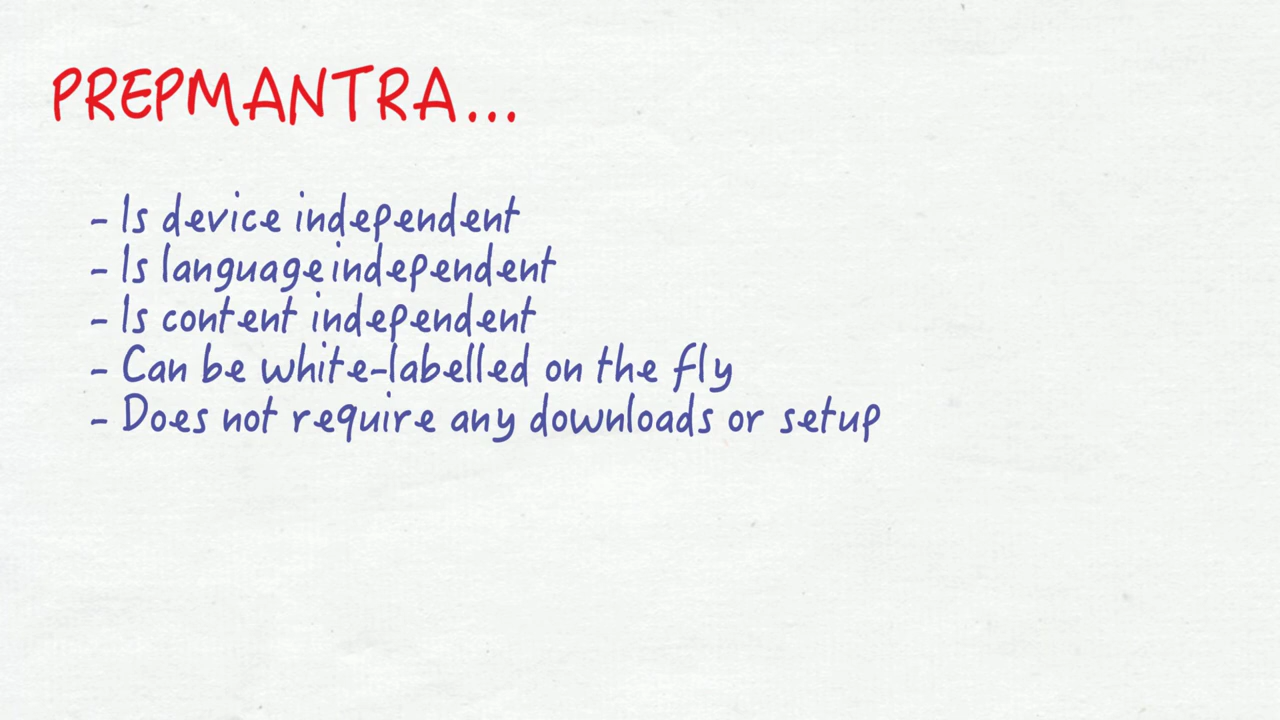 PREPMANTRA...
- Is device independent
- Is language independent
- Is content independent
- Can be white-labelled on the fly
- Does not require any downloads or setup